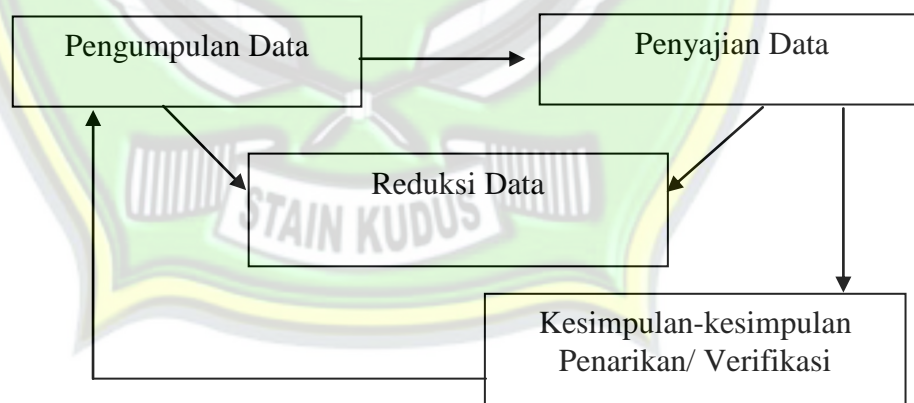 Pengumpulan Data
Penyajian Data
Reduksi Data
STAIN KUDUS
Kesimpulan-kesimpulan
Penarikan/ Verifikasi